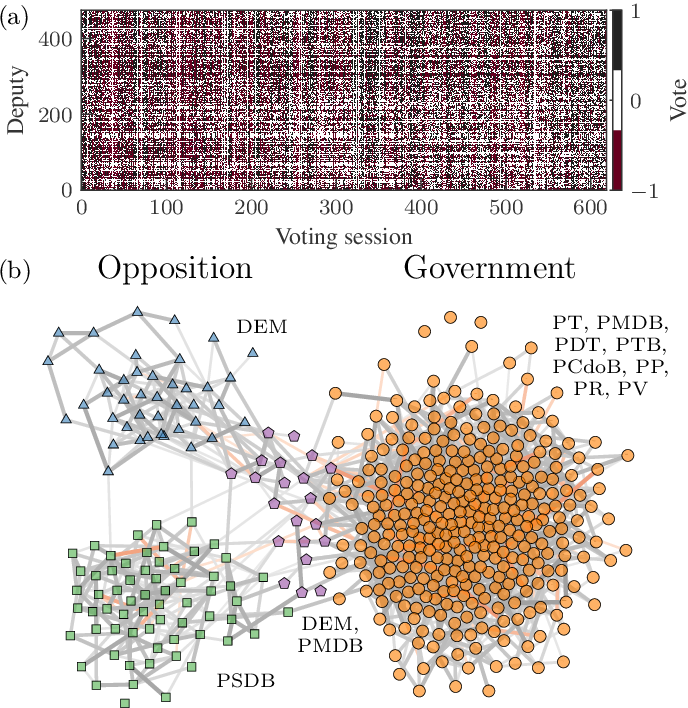 (a)
400
200
0
Deputy
0 100 200 300 400 500 600
Voting session
1
0
−1
Vote
(b)
Opposition Government
DEM
PT, PMDB,
PDT, PTB,
PCdoB, PP,
PR, PV
DEM,
PMDB
PSDB